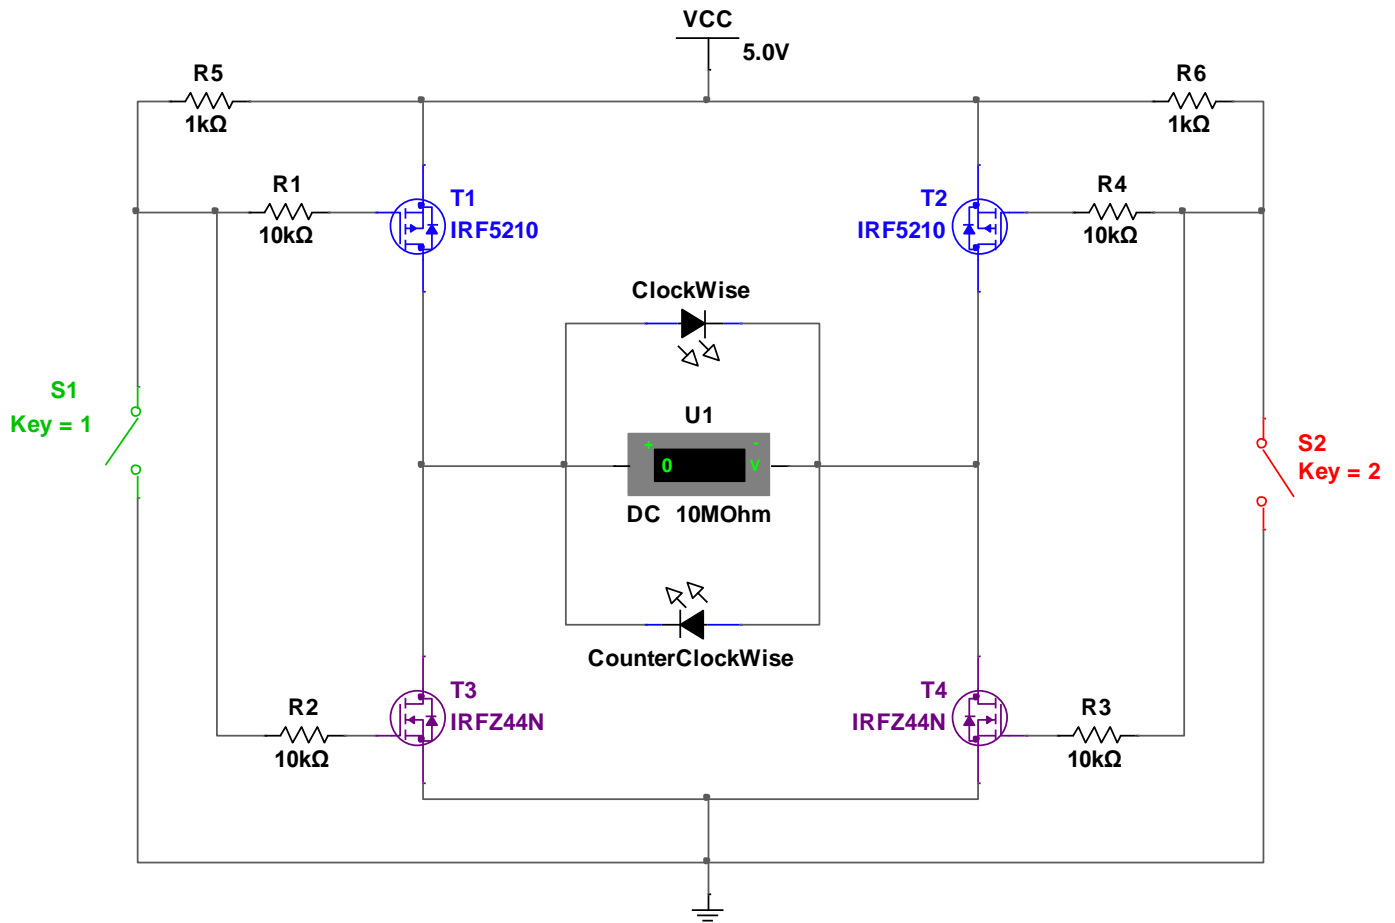 VCC
5.0V
R5
1kΩ
R6
1kΩ
R1
10kΩ
T1
IRF5210
T2
IRF5210
R4
10kΩ
ClockWise
S1
Key = 1
U1
+ -
0 V
DC 10MOhm
S2
Key = 2
CounterClockWise
R2
10kΩ
T3
IRFZ44N
T4
IRFZ44N
R3
10kΩ